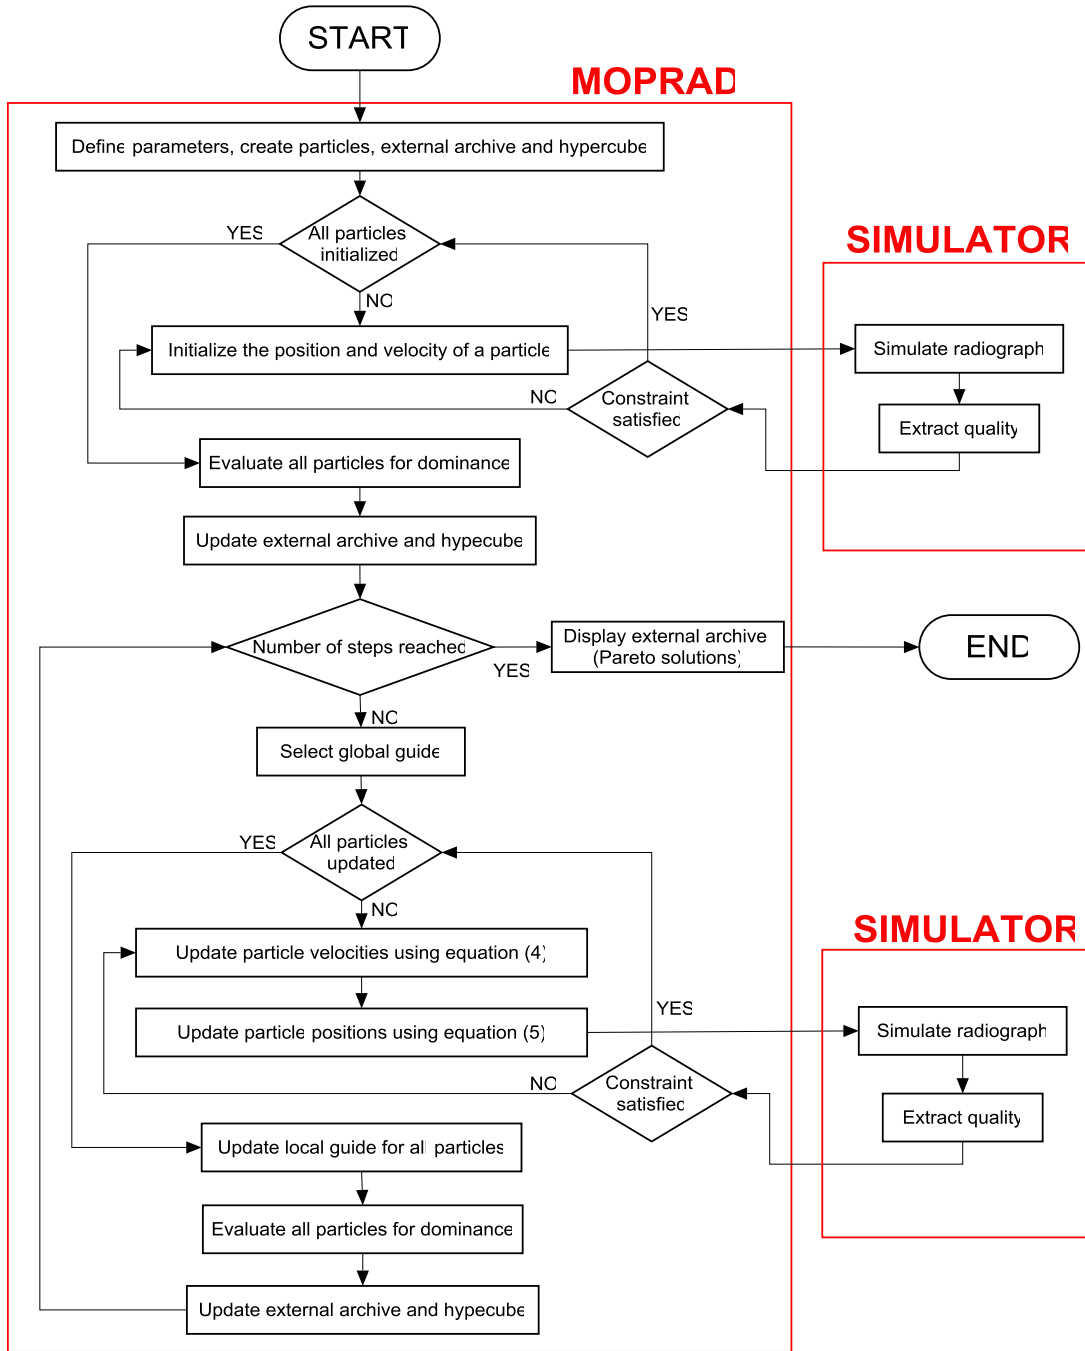 START
MOPRAD
Define parameters, create particles, external archive and hypercube
All particles
initialized
YES
NO
SIMULATOR
Initialize the position and velocity of a particle
YES
Simulate radiograph
NO
Constraint
satisfied
Extract quality
Evaluate all particles for dominance
Update external archive and hypecube
Number of steps reached
YES
Display external archive
(Pareto solutions)
END
NO
Select global guide
YES
All particles
updated
NO
SIMULATOR
Update particle velocities using equation (4)
YES
Update particle positions using equation (5)
Simulate radiograph
NO
Constraint
satisfied
Extract quality
Update local guide for all particles
Evaluate all particles for dominance
Update external archive and hypecube